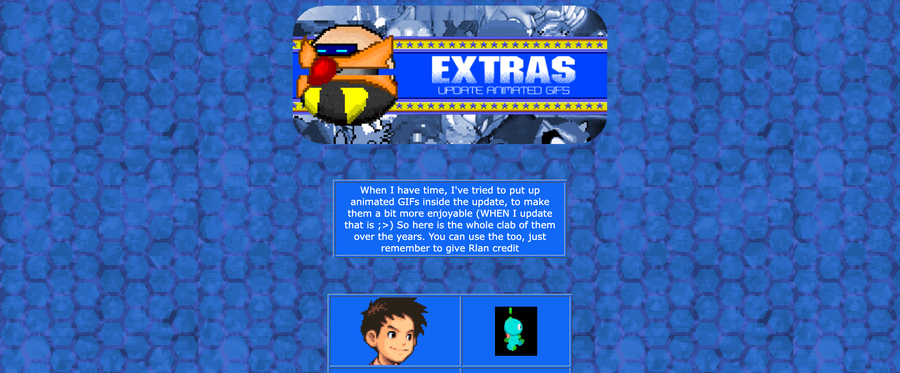 EXTRAS
UPDATE ANIMATED GIFS
When I have time, I've tried to put up
animated GIFs inside the update, to make
them a bit more enjoyable (WHEN I update
that is ;>) So here is the whole clab of them
over the years. You can use the too, just
remember to give Rlan credit